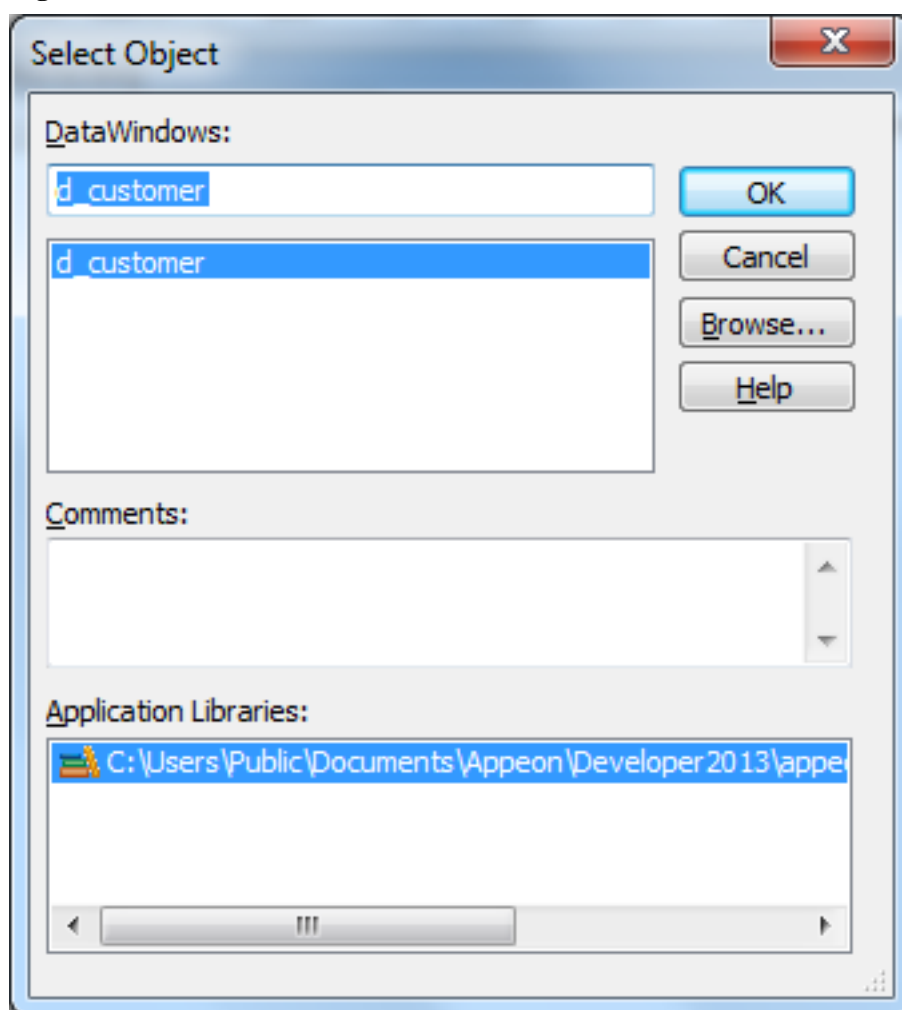 Select Object
DataWindows:
d_customer
OK
d_customer
Cancel
Browse...
Help
Comments:
Application Libraries:
C:\Users\Public\Documents\Appeon\Developer2013\appe